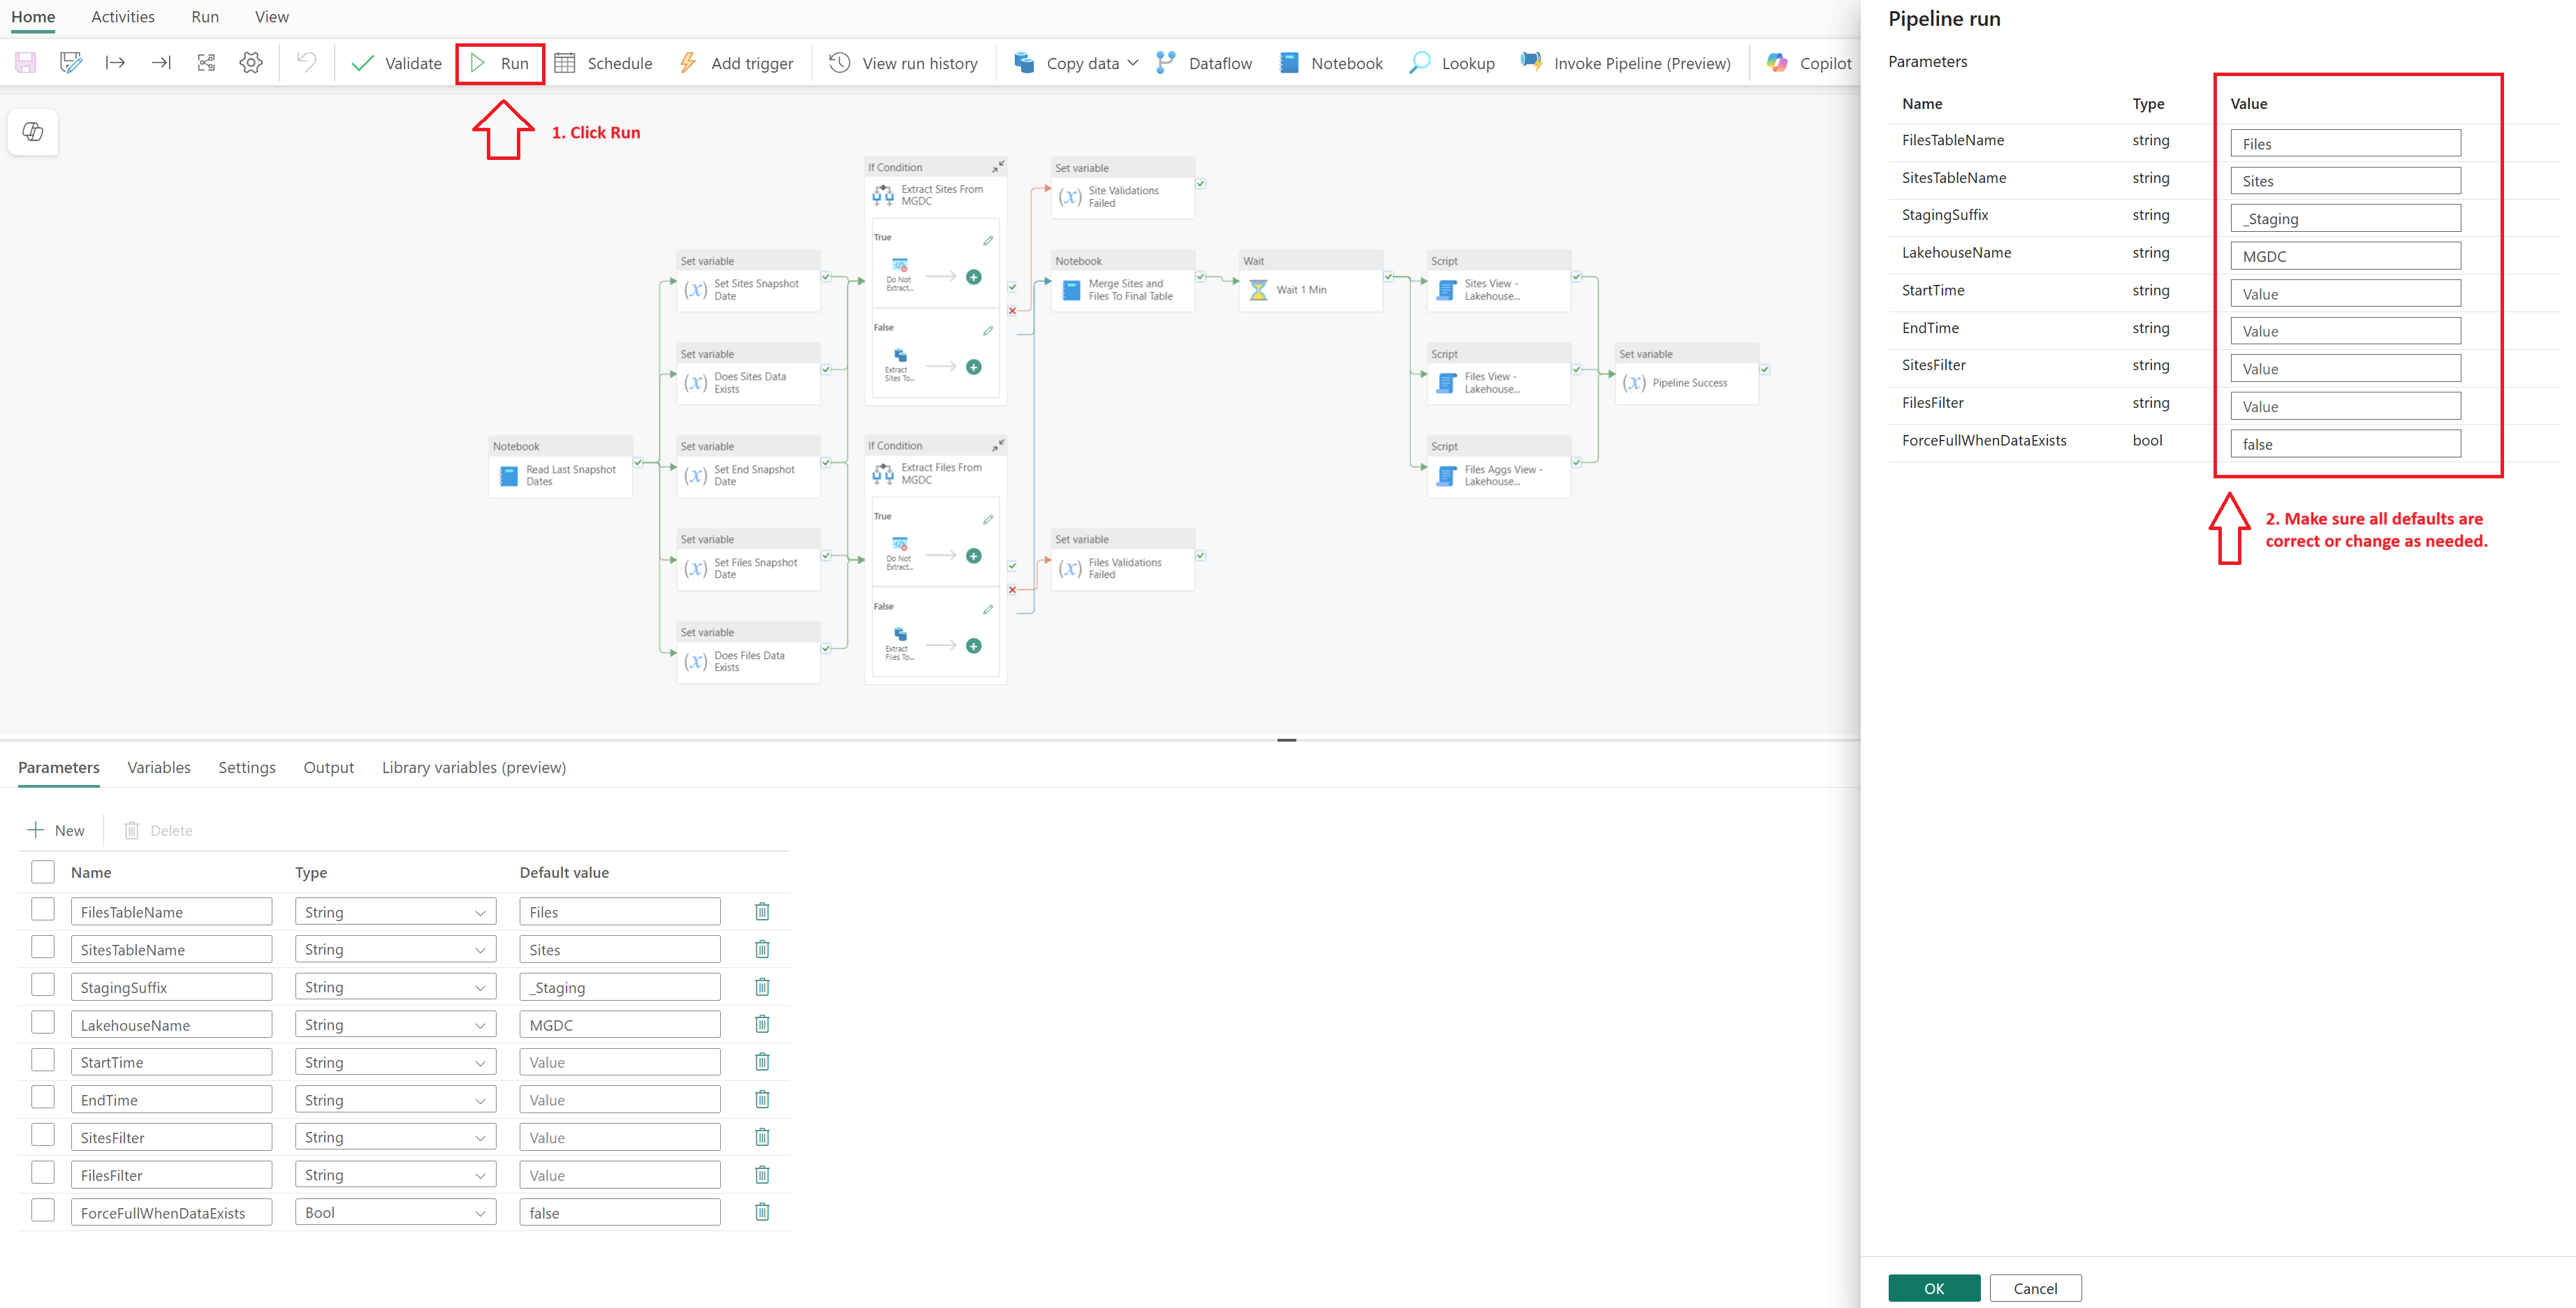 Home Activities Run View
Validate Run Schedule Add trigger View run history Copy data Dataflow Notebook Lookup Invoke Pipeline (Preview) Copilot
1. Click Run
If Condition
Extract Sites From
MGDC
True
Do Not
Extract...
False
Extract
Sites To...
Set variable
Site Validations
Failed
Set variable
Set Sites Snapshot
Date
Notebook
Merge Sites and
Files To Final Table
Wait
Wait 1 Min
Script
Sites View -
Lakehouse...
Set variable
Does Sites Data
Exists
Script
Files View -
Lakehouse...
Set variable
Pipeline Success
Notebook
Read Last Snapshot
Dates
Set variable
Set End Snapshot
Date
If Condition
Extract Files From
MGDC
True
Do Not
Extract...
False
Extract
Files To...
Script
Files Aggs View -
Lakehouse...
Set variable
Set Files Snapshot
Date
Set variable
Files Validations
Failed
Set variable
Does Files Data
Exists
Parameters Variables Settings Output Library variables (preview)
New Delete
Name Type Default value
FilesTableName String Files
SitesTableName String Sites
StagingSuffix String _Staging
LakehouseName String MGDC
StartTime String Value
EndTime String Value
SitesFilter String Value
FilesFilter String Value
ForceFullWhenDataExists Bool false
Pipeline run
Parameters
Name Type Value
FilesTableName string Files
SitesTableName string Sites
StagingSuffix string _Staging
LakehouseName string MGDC
StartTime string Value
EndTime string Value
SitesFilter string Value
FilesFilter string Value
ForceFullWhenDataExists bool false
2. Make sure all defaults are
correct or change as needed.
OK Cancel